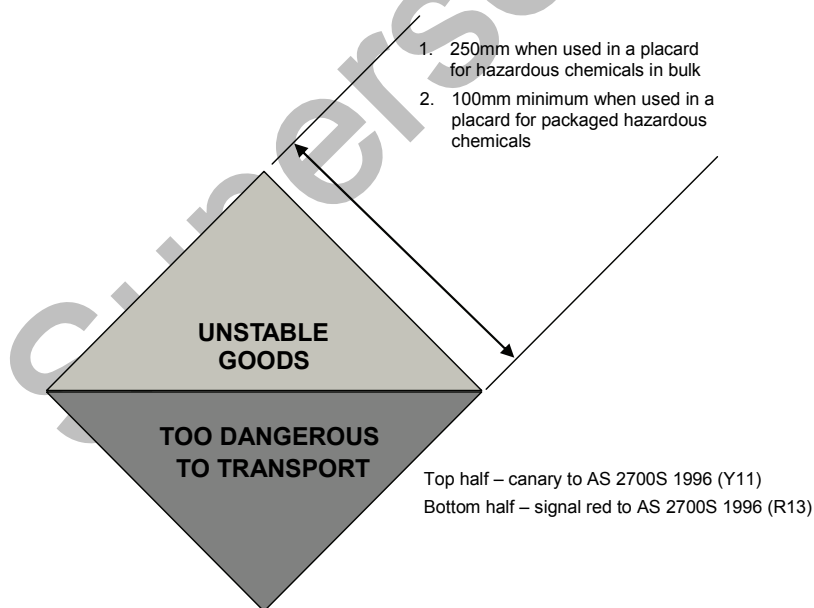 1. 250mm when used in a placard
for hazardous chemicals in bulk
2. 100mm minimum when used in a
placard for packaged hazardous
chemicals
UNSTABLE
GOODS
TOO DANGEROUS
TO TRANSPORT
Top half – canary to AS 2700S 1996 (Y11)
Bottom half – signal red to AS 2700S 1996 (R13)